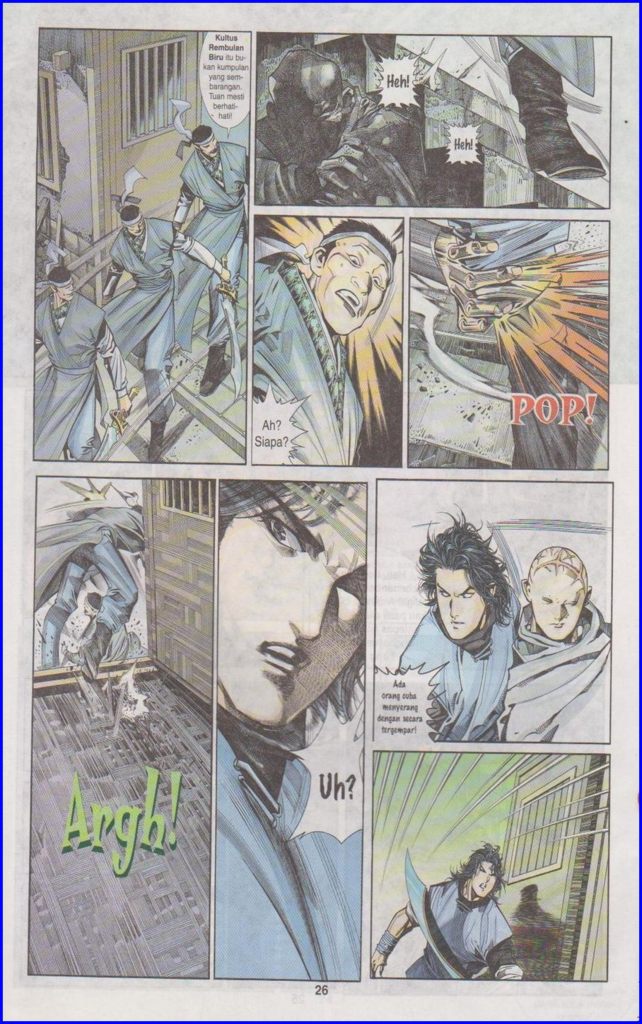 Kultus
Rembulan
Biru itu bu-
kan kumpulan
yang sem-
barangan.
Tuan mesti
berhati-
hati!
Heh!
Heh!
Ah?
Siapa?
POP!
Argh!
Uh?
Ada
orang cuba
menyerang
dengan secara
tergempar!
26